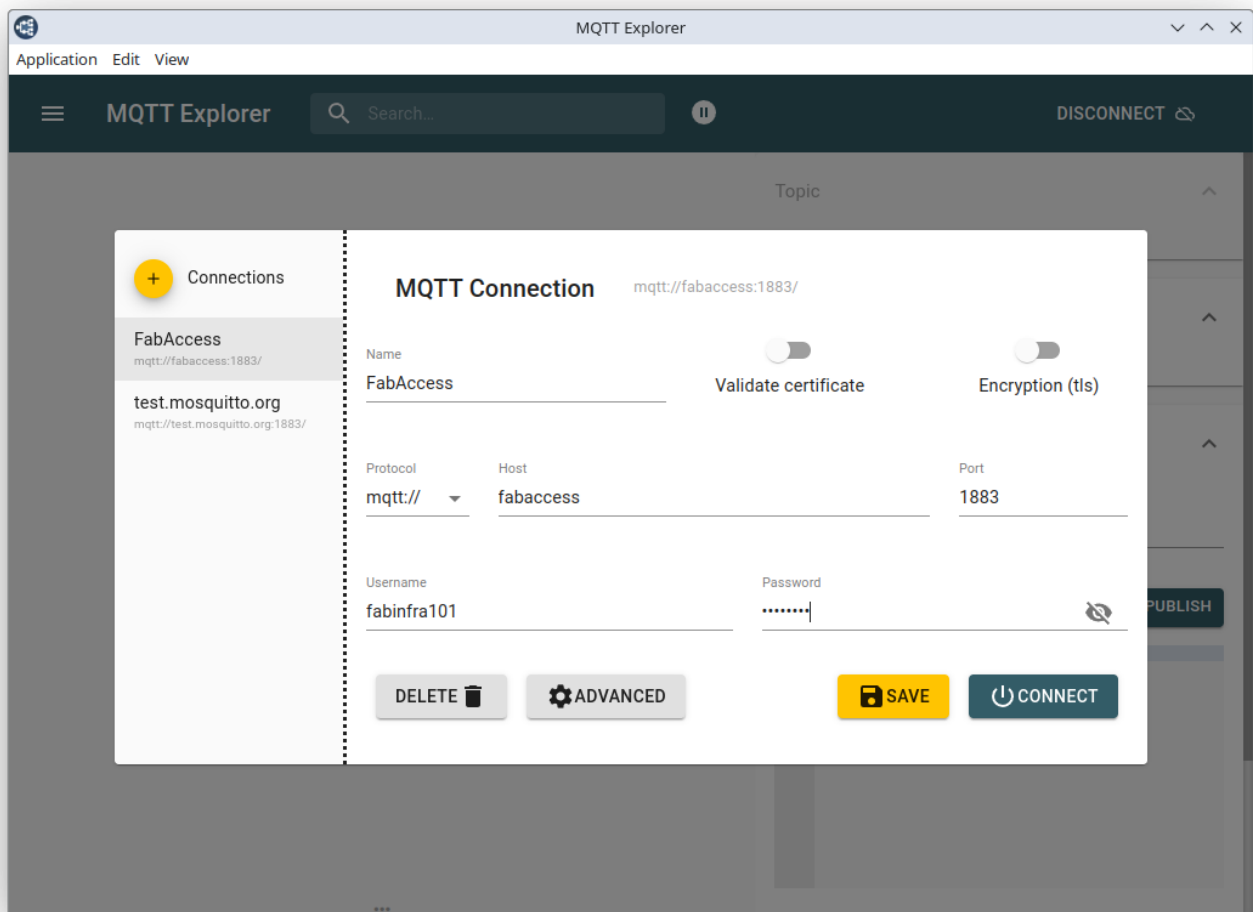 MQTT Explorer
Application Edit View
MQTT Explorer Search... DISCONNECT
Topic
+ Connections
FabAccess
mqtt://fabaccess:1883/
test.mosquitto.org
mqtt://test.mosquitto.org:1883/
MQTT Connection mqtt://fabaccess:1883/
Name
FabAccess
Validate certificate Encryption (tls)
Protocol Host Port
mqtt:// fabaccess 1883
Username Password
fabinfra101 ••••••••
PUBLISH
DELETE ADVANCED SAVE CONNECT